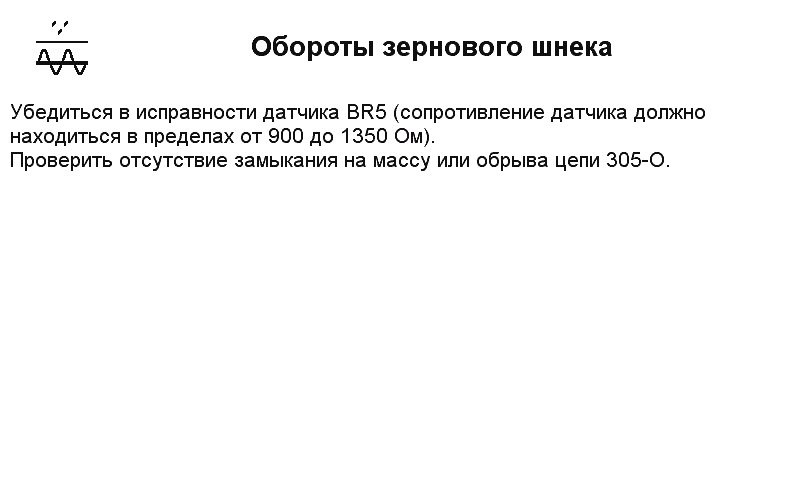 Обороты зернового шнека
Убедиться в исправности датчика BR5 (сопротивление датчика должно
находиться в пределах от 900 до 1350 Ом).
Проверить отсутствие замыкания на массу или обрыва цепи 305-О.